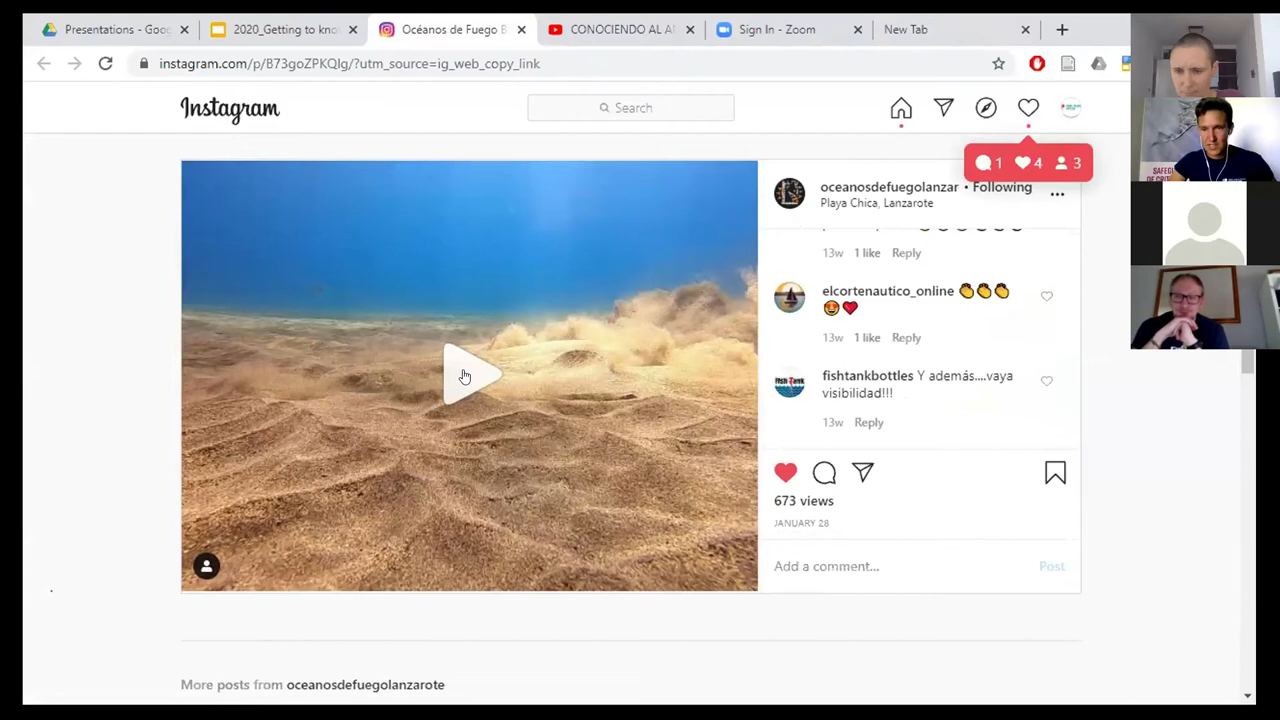 Presentations - Goog
2020_Getting to kno
Océanos de Fuego B
CONOCIENDO AL A
Sign In - Zoom
New Tab
instagram.com/p/B73goZPKQIg/?utm_source=ig_web_copy_link
Instagram
Search
1 4 3
oceanosdefuegolanzar • Following
Playa Chica, Lanzarote
13w 1 like Reply
elcortenautico_online
13w 1 like Reply
fishtankbottles Y además....vaya
visibilidad!!!
13w Reply
673 views
JANUARY 28
Add a comment... Post
More posts from oceanosdefuegolanzarote